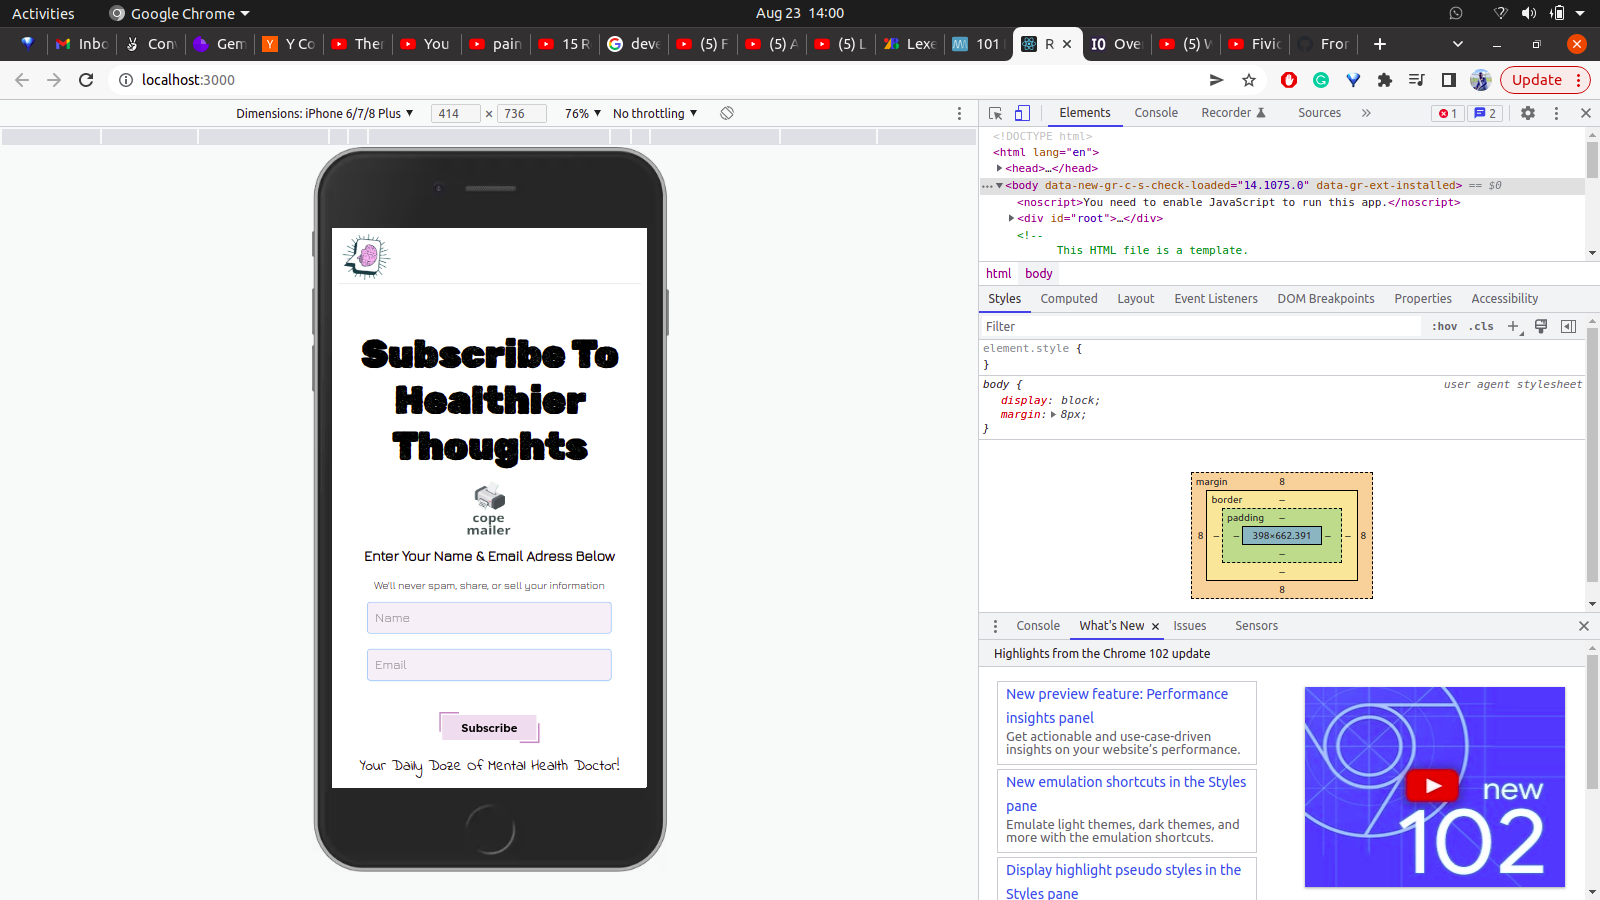 Activities
Google Chrome
Aug 23 14:00
Inbo
Con
Gem
Y Co
Ther
You
pain
15 R
deve
(5) F
(5) A
(5) L
Lexe
101
R
Over
(5) V
Fivic
Fror
localhost:3000
Update
Dimensions: iPhone 6/7/8 Plus
414 × 736
76%
No throttling
Elements
Console
Recorder
Sources
»
1
2
<!DOCTYPE html>
<html lang="en">
<head>…</head>
<body data-new-gr-c-s-check-loaded="14.1075.0" data-gr-ext-installed> == $0
<noscript>You need to enable JavaScript to run this app.</noscript>
<div id="root">…</div>
<!--
This HTML file is a template.
html body
Styles
Computed
Layout
Event Listeners
DOM Breakpoints
Properties
Accessibility
Filter
:hov .cls
element.style {
}
body {
user agent stylesheet
display: block;
margin: 8px;
}
margin 8
border –
padding –
8 – – 398×662.391 – – 8
–
–
8
Console
What's New
Issues
Sensors
Highlights from the Chrome 102 update
New preview feature: Performance
insights panel
Get actionable and use-case-driven
insights on your website's performance.
New emulation shortcuts in the Styles
pane
Emulate light themes, dark themes, and
more with the emulation shortcuts.
Display highlight pseudo styles in the
Styles pane
new
102
Subscribe To
Healthier
Thoughts
cope
mailer
Enter Your Name & Email Adress Below
We'll never spam, share, or sell your information
Name
Email
Subscribe
Your Daily Doze Of Mental Health Doctor!